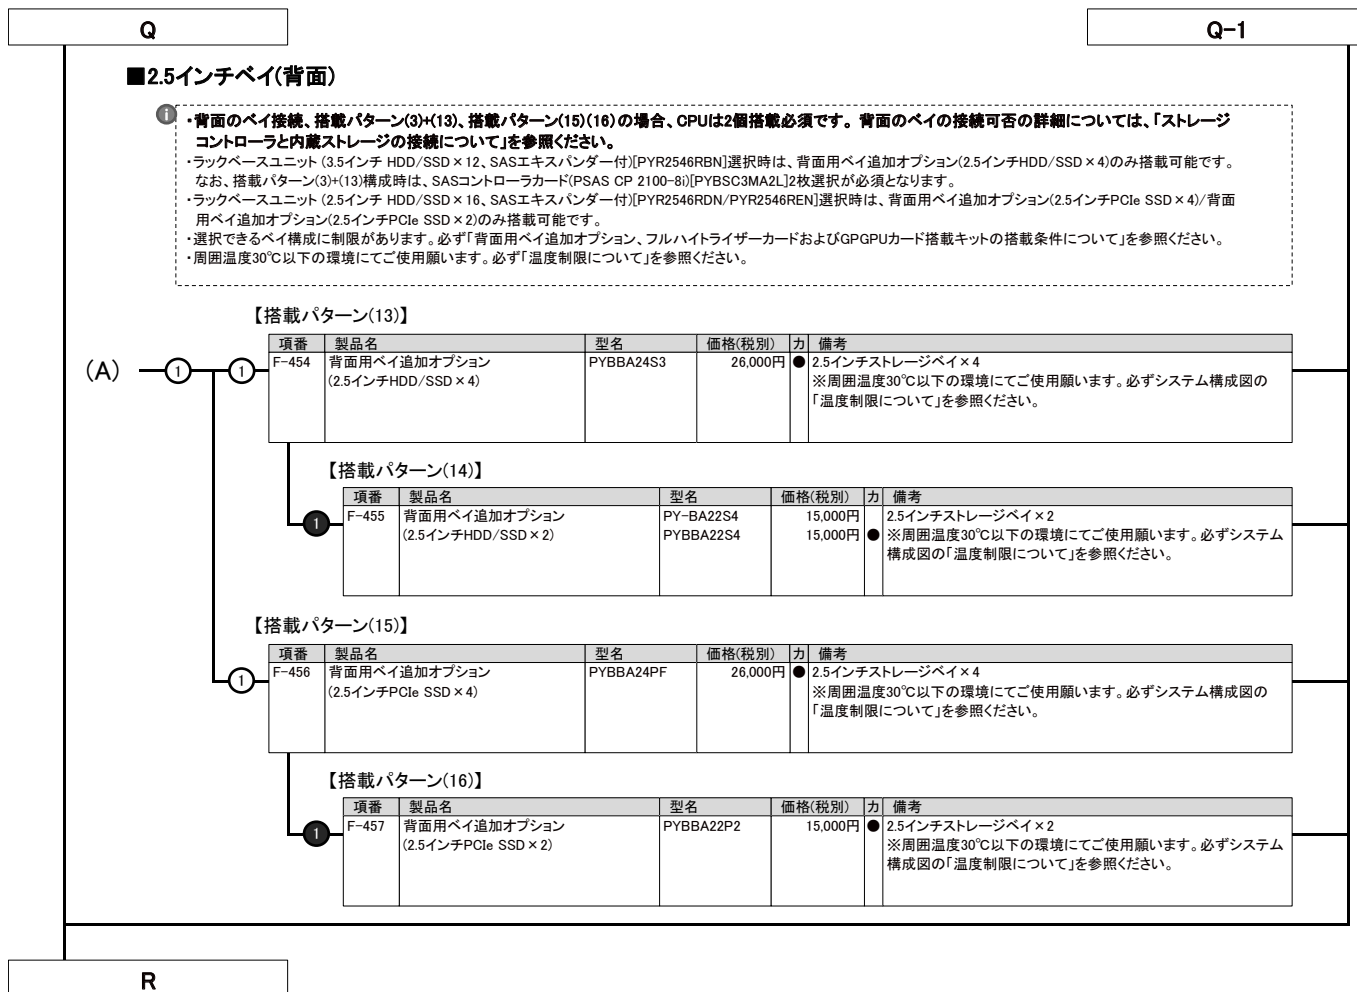 Q
Q-1
■2.5インチベイ(背面)
・背面のベイ接続、搭載パターン(3)+(13)、搭載パターン(15)(16)の場合、CPUは2個搭載必須です。背面のベイの接続可否の詳細については、「ストレージ
コントローラと内蔵ストレージの接続について」を参照ください。
・ラックベースユニット (3.5インチ HDD/SSD×12、SASエキスパンダー付)[PYR2546RBN]選択時は、背面用ベイ追加オプション(2.5インチHDD/SSD×4)のみ搭載可能です。
なお、搭載パターン(3)+(13)構成時は、SASコントローラカード(PSAS CP 2100-8i)[PYBSC3MA2L]2枚選択が必須となります。
・ラックベースユニット (2.5インチ HDD/SSD×16、SASエキスパンダー付)[PYR2546RDN/PYR2546REN]選択時は、背面用ベイ追加オプション(2.5インチPCIe SSD×4)/背面
用ベイ追加オプション(2.5インチPCIe SSD×2)のみ搭載可能です。
・選択できるベイ構成に制限があります。必ず「背面用ベイ追加オプション、フルハイトライザーカードおよびGPGPUカード搭載キットの搭載条件について」を参照ください。
・周囲温度30℃以下の環境にてご使用願います。必ず「温度制限について」を参照ください。
【搭載パターン(13)】
項番 製品名 型名 価格(税別) カ 備考
(A) 1 1 F-454 背面用ベイ追加オプション PYBBA24S3 26,000円 ● 2.5インチストレージベイ×4
(2.5インチHDD/SSD×4) ※周囲温度30℃以下の環境にてご使用願います。必ずシステム構成図の
「温度制限について」を参照ください。
【搭載パターン(14)】
項番 製品名 型名 価格(税別) カ 備考
1 F-455 背面用ベイ追加オプション PY-BA22S4 15,000円 2.5インチストレージベイ×2
(2.5インチHDD/SSD×2) PYBBA22S4 15,000円 ● ※周囲温度30℃以下の環境にてご使用願います。必ずシステム
構成図の「温度制限について」を参照ください。
【搭載パターン(15)】
項番 製品名 型名 価格(税別) カ 備考
1 F-456 背面用ベイ追加オプション PYBBA24PF 26,000円 ● 2.5インチストレージベイ×4
(2.5インチPCIe SSD×4) ※周囲温度30℃以下の環境にてご使用願います。必ずシステム構成図の
「温度制限について」を参照ください。
【搭載パターン(16)】
項番 製品名 型名 価格(税別) カ 備考
1 F-457 背面用ベイ追加オプション PYBBA22P2 15,000円 ● 2.5インチストレージベイ×2
(2.5インチPCIe SSD×2) ※周囲温度30℃以下の環境にてご使用願います。必ずシステム
構成図の「温度制限について」を参照ください。
R